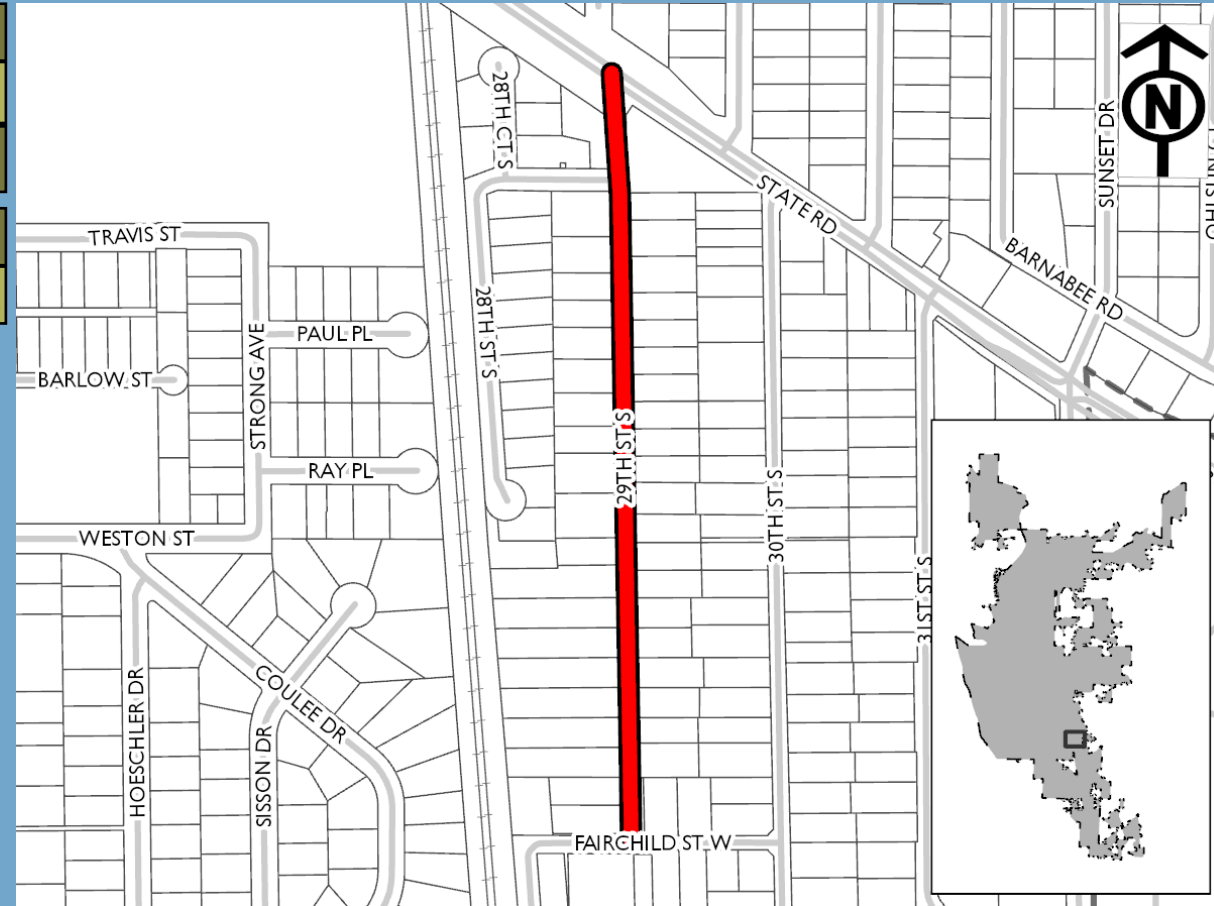 N
28TH CT S
SUNSET DR
STATE RD
TRAVIS ST
BARNABEE RD
28TH ST S
PAUL PL
STRONG AVE
BARLOW ST
29TH ST S
RAY PL
30TH ST S
WESTON ST
31ST ST S
COULEE DR
HOESCHLER DR
SISSON DR
FAIRCHILD ST W